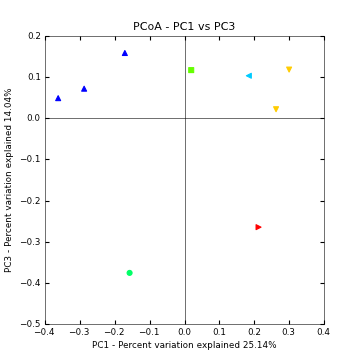 PCoA - PC1 vs PC3
0.2
0.1
0.0
−0.1
−0.2
−0.3
−0.4
−0.5
PC3 - Percent variation explained 14.04%
−0.4 −0.3 −0.2 −0.1 0.0 0.1 0.2 0.3 0.4
PC1 - Percent variation explained 25.14%